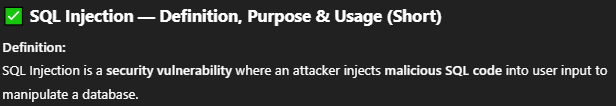 ✅ SQL Injection — Definition, Purpose & Usage (Short)
Definition:
SQL Injection is a security vulnerability where an attacker injects malicious SQL code into user input to
manipulate a database.